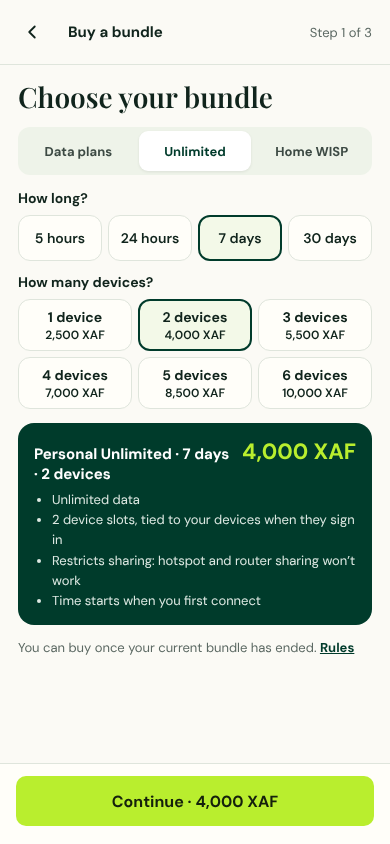 Buy a bundle
Step 1 of 3
Choose your bundle
Data plans
Unlimited
Home WISP
How long?
5 hours
24 hours
7 days
30 days
How many devices?
1 device
2,500 XAF
2 devices
4,000 XAF
3 devices
5,500 XAF
4 devices
7,000 XAF
5 devices
8,500 XAF
6 devices
10,000 XAF
Personal Unlimited · 7 days
· 2 devices
4,000 XAF
• Unlimited data
• 2 device slots, tied to your devices when they sign
in
• Restricts sharing: hotspot and router sharing won’t
work
• Time starts when you first connect
You can buy once your current bundle has ended. Rules
Continue · 4,000 XAF